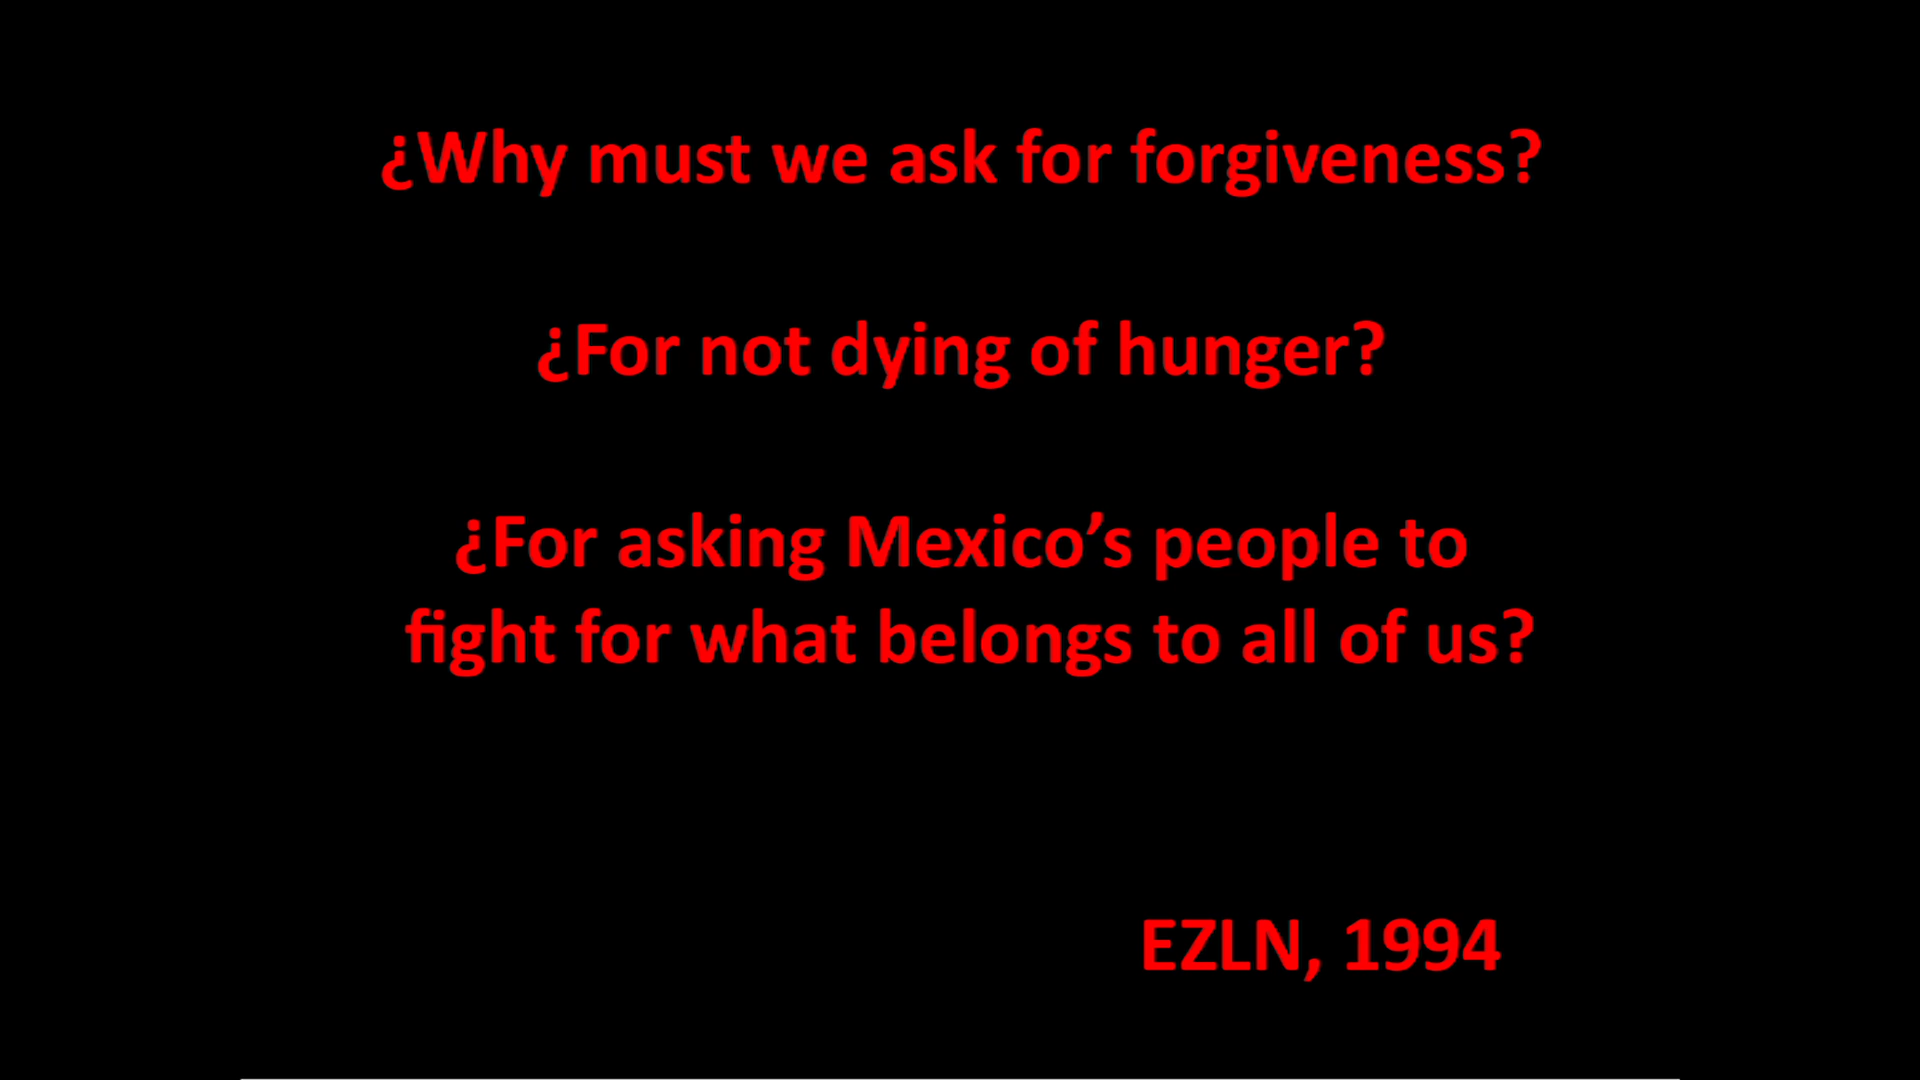 ¿Why must we ask for forgiveness?
¿For not dying of hunger?
¿For asking Mexico’s people to
fight for what belongs to all of us?
EZLN, 1994